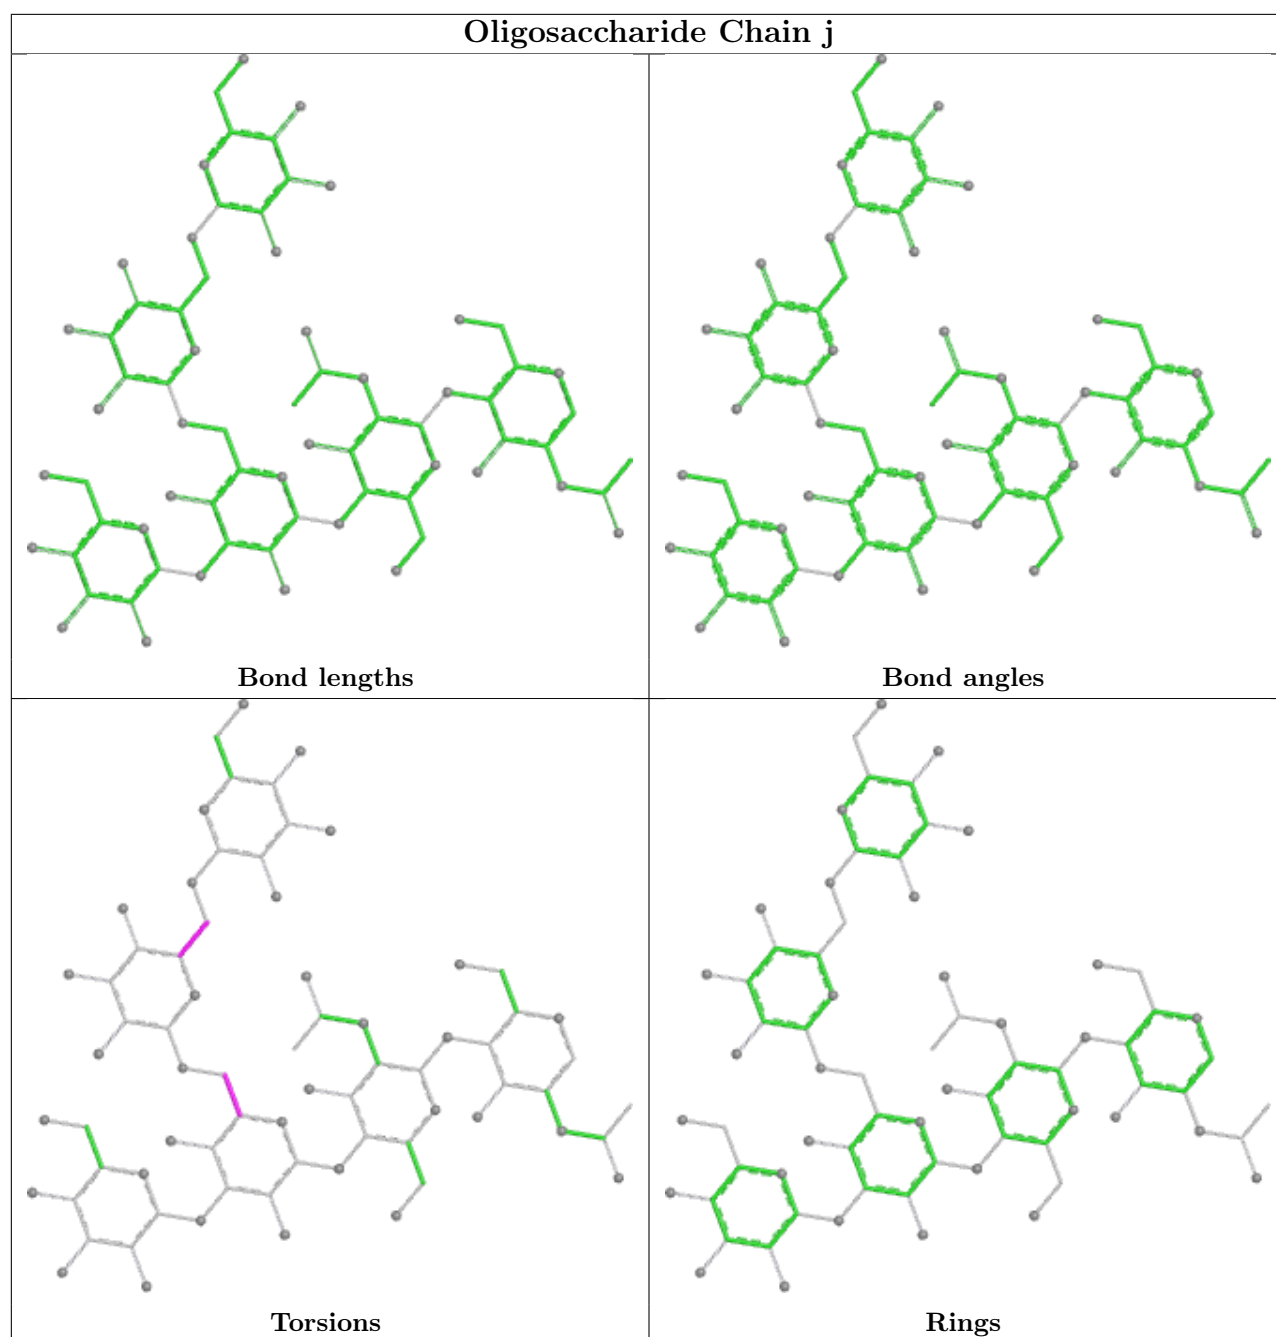 Oligosaccharide Chain j
Bond lengths
Bond angles
Torsions
Rings